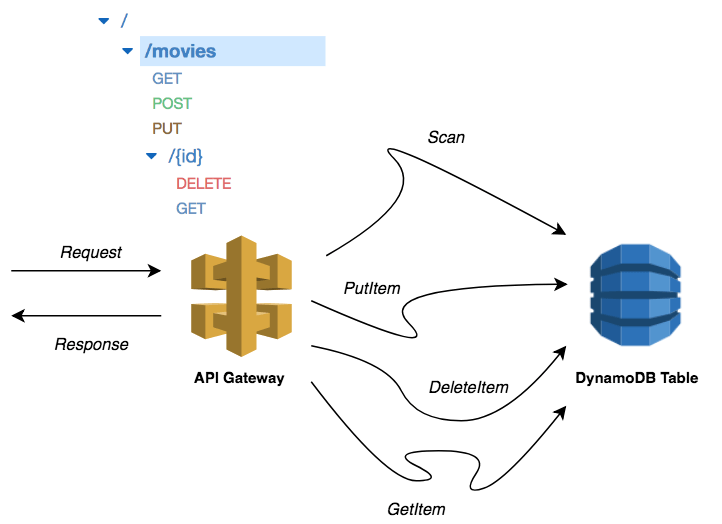 /
/movies
GET
POST
PUT
/{id}
DELETE
GET
Scan
Request
PutItem
Response
API Gateway
DeleteItem
DynamoDB Table
GetItem